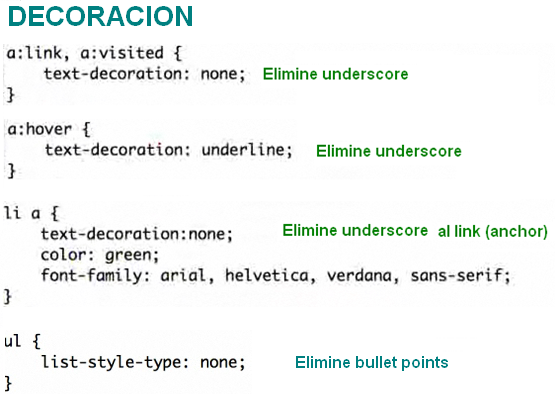 DECORACION
a:link, a:visited {
text-decoration: none; Elimine underscore
}
a:hover {
text-decoration: underline; Elimine underscore
}
li a {
text-decoration:none; Elimine underscore al link (anchor)
color: green;
font-family: arial, helvetica, verdana, sans-serif;
}
ul {
list-style-type: none; Elimine bullet points
}